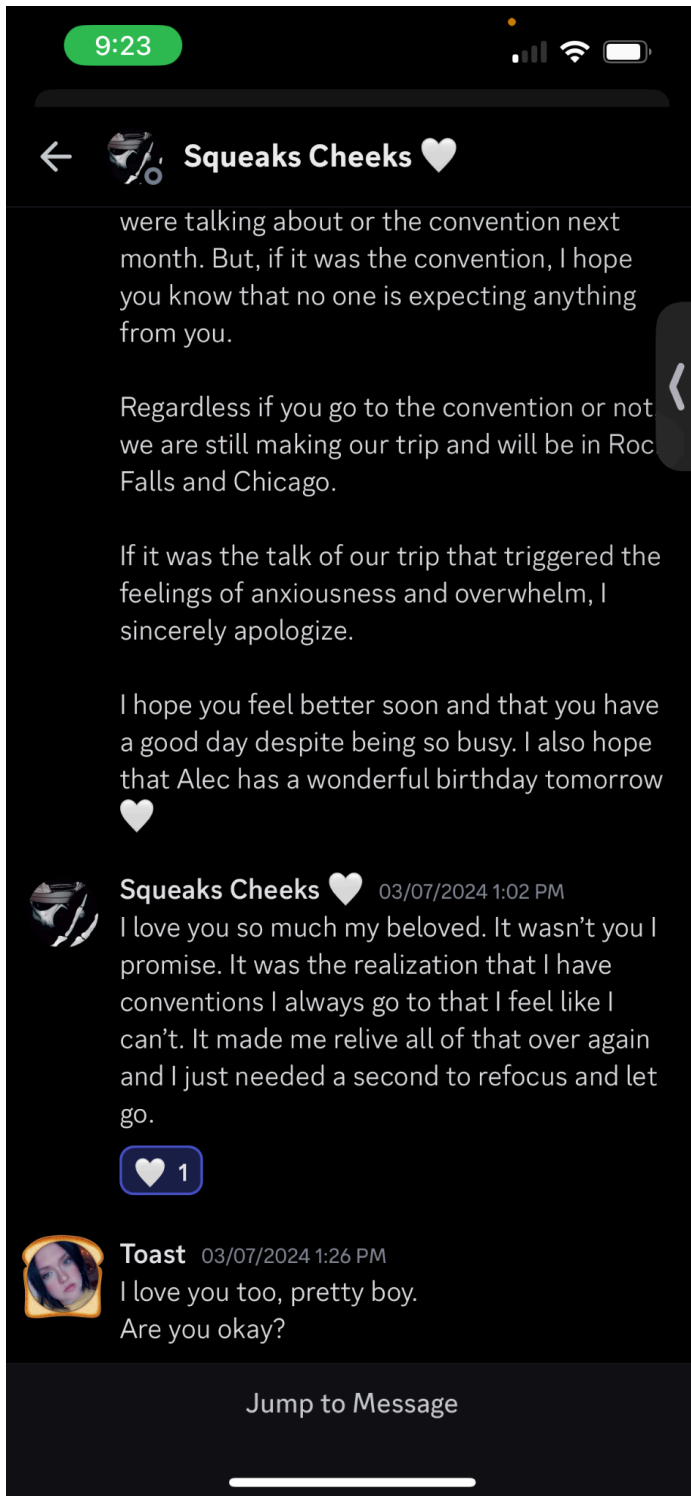 9:23
Squeaks Cheeks 🤍
were talking about or the convention next
month. But, if it was the convention, I hope
you know that no one is expecting anything
from you.
Regardless if you go to the convention or not
we are still making our trip and will be in
Falls and Chicago.
If it was the talk of our trip that triggered the
feelings of anxiousness and overwhelm, I
sincerely apologize.
I hope you feel better soon and that you have
a good day despite being so busy. I also hope
that Alec has a wonderful birthday tomorrow
🤍
Squeaks Cheeks 🤍 03/07/2024 1:02 PM
I love you so much my beloved. It wasn’t you I
promise. It was the realization that I have
conventions I always go to that I feel like I
can’t. It made me relive all of that over again
and I just needed a second to refocus and let
go.
🤍 1
Toast 03/07/2024 1:26 PM
I love you too, pretty boy.
Are you okay?
Jump to Message